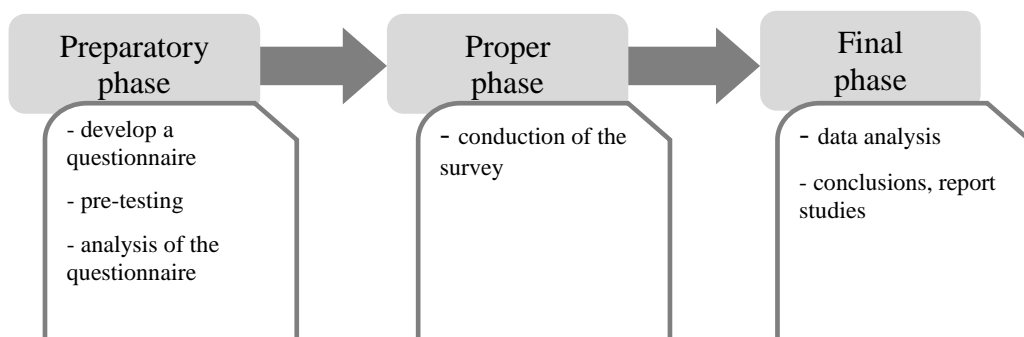 Preparatory
phase
- develop a
questionnaire
- pre-testing
- analysis of the
questionnaire
Proper
phase
- conduction of the
survey
Final
phase
- data analysis
- conclusions, report
studies